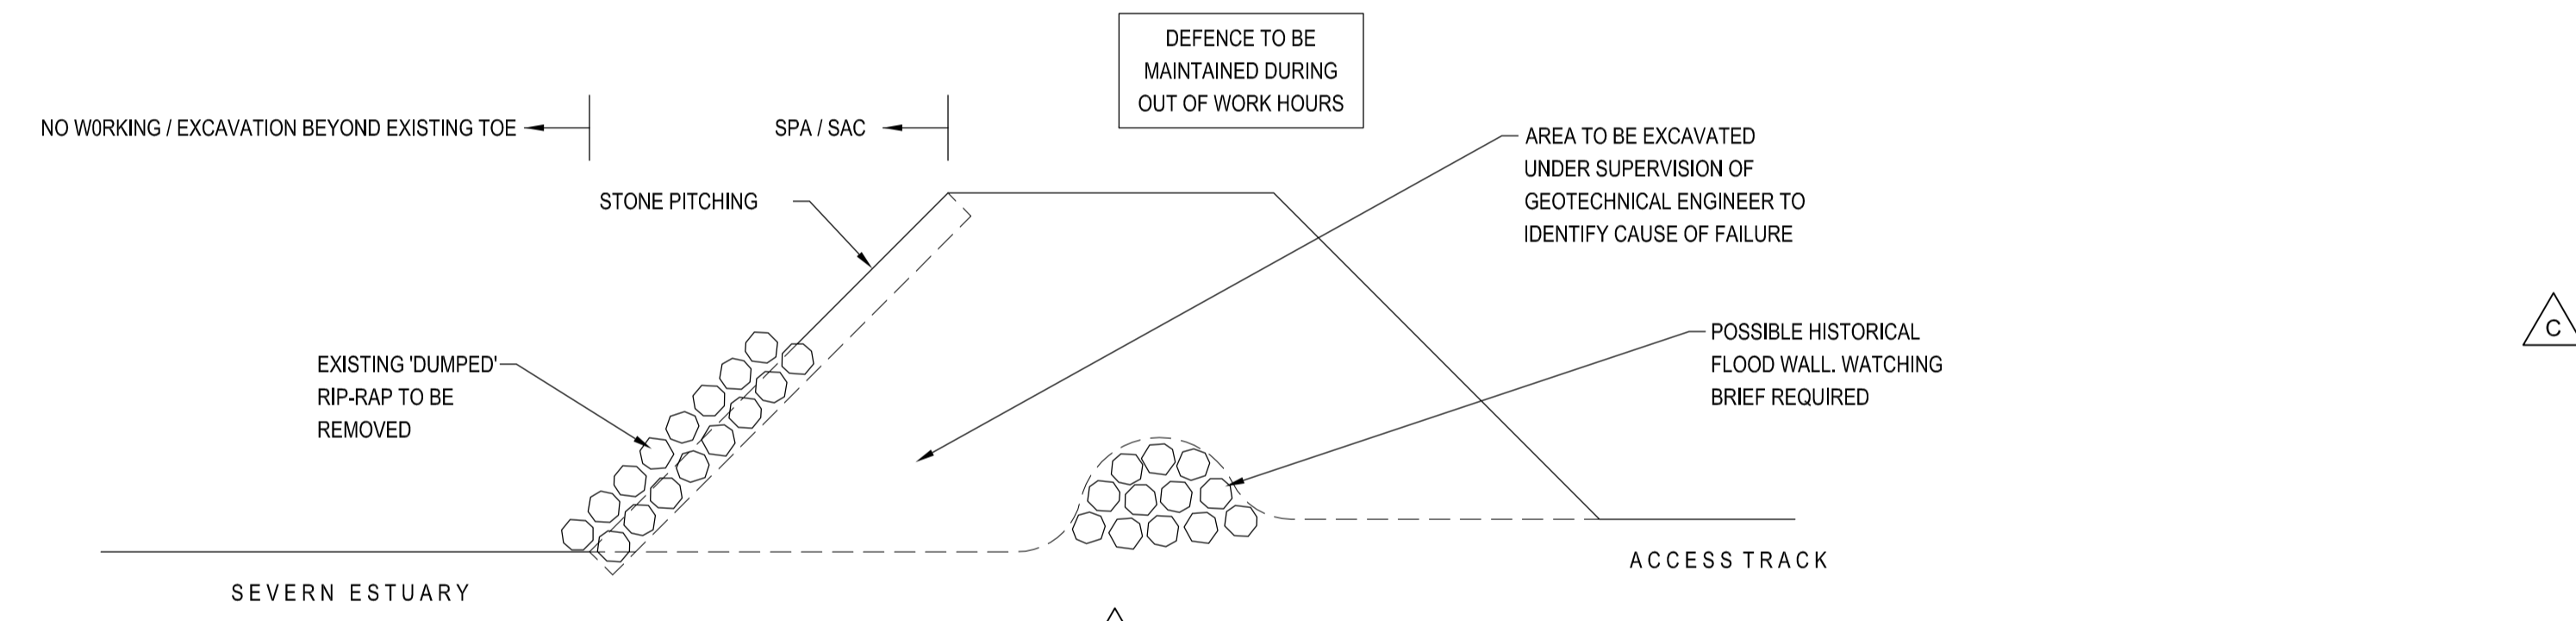 DEFENCE TO BE
MAINTAINED DURING
OUT OF WORK HOURS
NO W0RKING / EXCAVATION BEYOND EXISTING TOE
SPA / SAC
STONE PITCHING
AREA TO BE EXCAVATED
UNDER SUPERVISION OF
GEOTECHNICAL ENGINEER TO
IDENTIFY CAUSE OF FAILURE
EXISTING 'DUMPED'
RIP-RAP TO BE
REMOVED
POSSIBLE HISTORICAL
FLOOD WALL. WATCHING
BRIEF REQUIRED
C
SEVERN ESTUARY
ACCESS TRACK